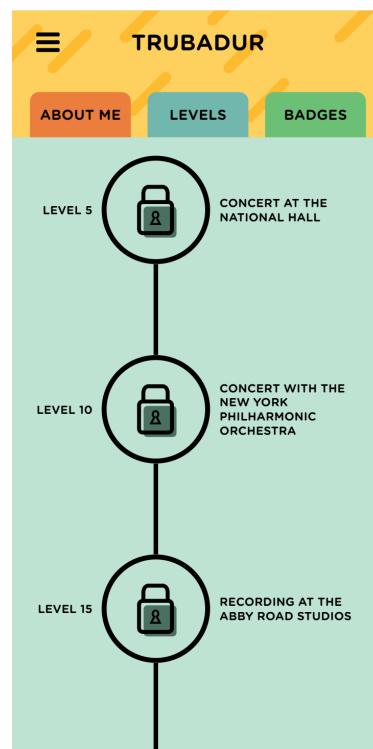 TRUBADUR
ABOUT ME
LEVELS
BADGES
LEVEL 5
CONCERT AT THE
NATIONAL HALL
LEVEL 10
CONCERT WITH THE
NEW YORK
PHILHARMONIC
ORCHESTRA
LEVEL 15
RECORDING AT THE
ABBY ROAD STUDIOS